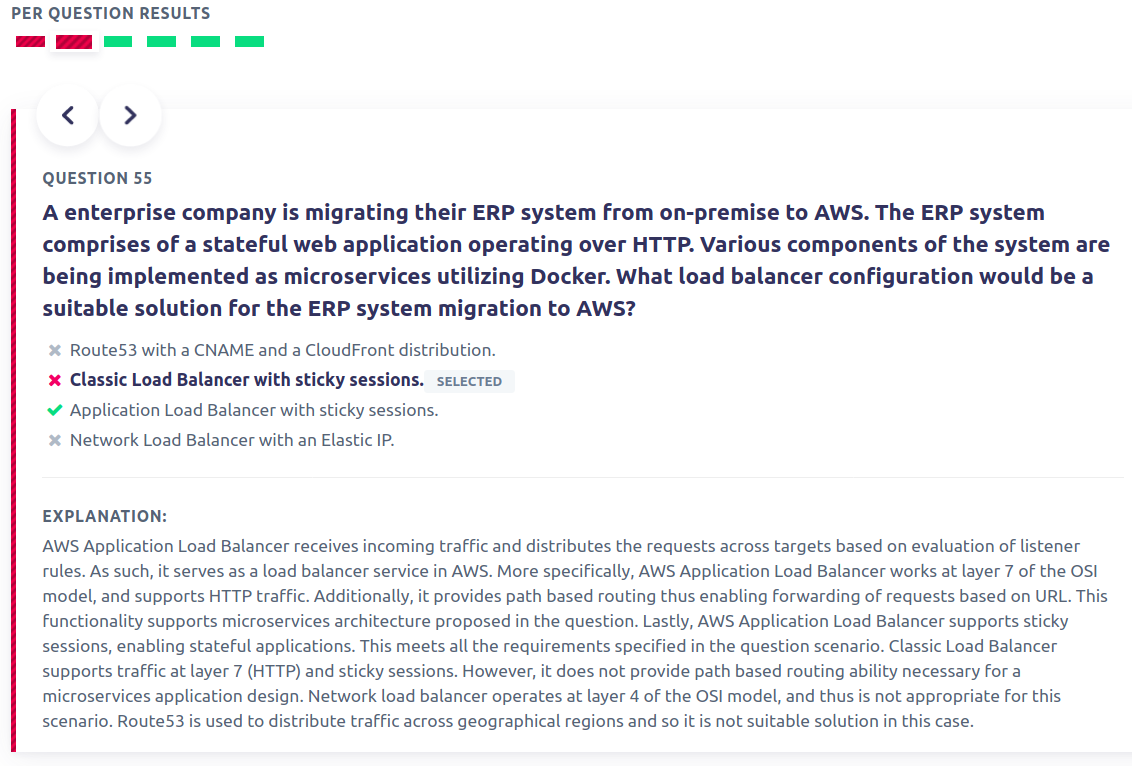 PER QUESTION RESULTS
QUESTION 55
A enterprise company is migrating their ERP system from on-premise to AWS. The ERP system
comprises of a stateful web application operating over HTTP. Various components of the system are
being implemented as microservices utilizing Docker. What load balancer configuration would be a
suitable solution for the ERP system migration to AWS?
Route53 with a CNAME and a CloudFront distribution.
Classic Load Balancer with sticky sessions. SELECTED
Application Load Balancer with sticky sessions.
Network Load Balancer with an Elastic IP.
EXPLANATION:
AWS Application Load Balancer receives incoming traffic and distributes the requests across targets based on evaluation of listener
rules. As such, it serves as a load balancer service in AWS. More specifically, AWS Application Load Balancer works at layer 7 of the OSI
model, and supports HTTP traffic. Additionally, it provides path based routing thus enabling forwarding of requests based on URL. This
functionality supports microservices architecture proposed in the question. Lastly, AWS Application Load Balancer supports sticky
sessions, enabling stateful applications. This meets all the requirements specified in the question scenario. Classic Load Balancer
supports traffic at layer 7 (HTTP) and sticky sessions. However, it does not provide path based routing ability necessary for a
microservices application design. Network load balancer operates at layer 4 of the OSI model, and thus is not appropriate for this
scenario. Route53 is used to distribute traffic across geographical regions and so it is not suitable solution in this case.